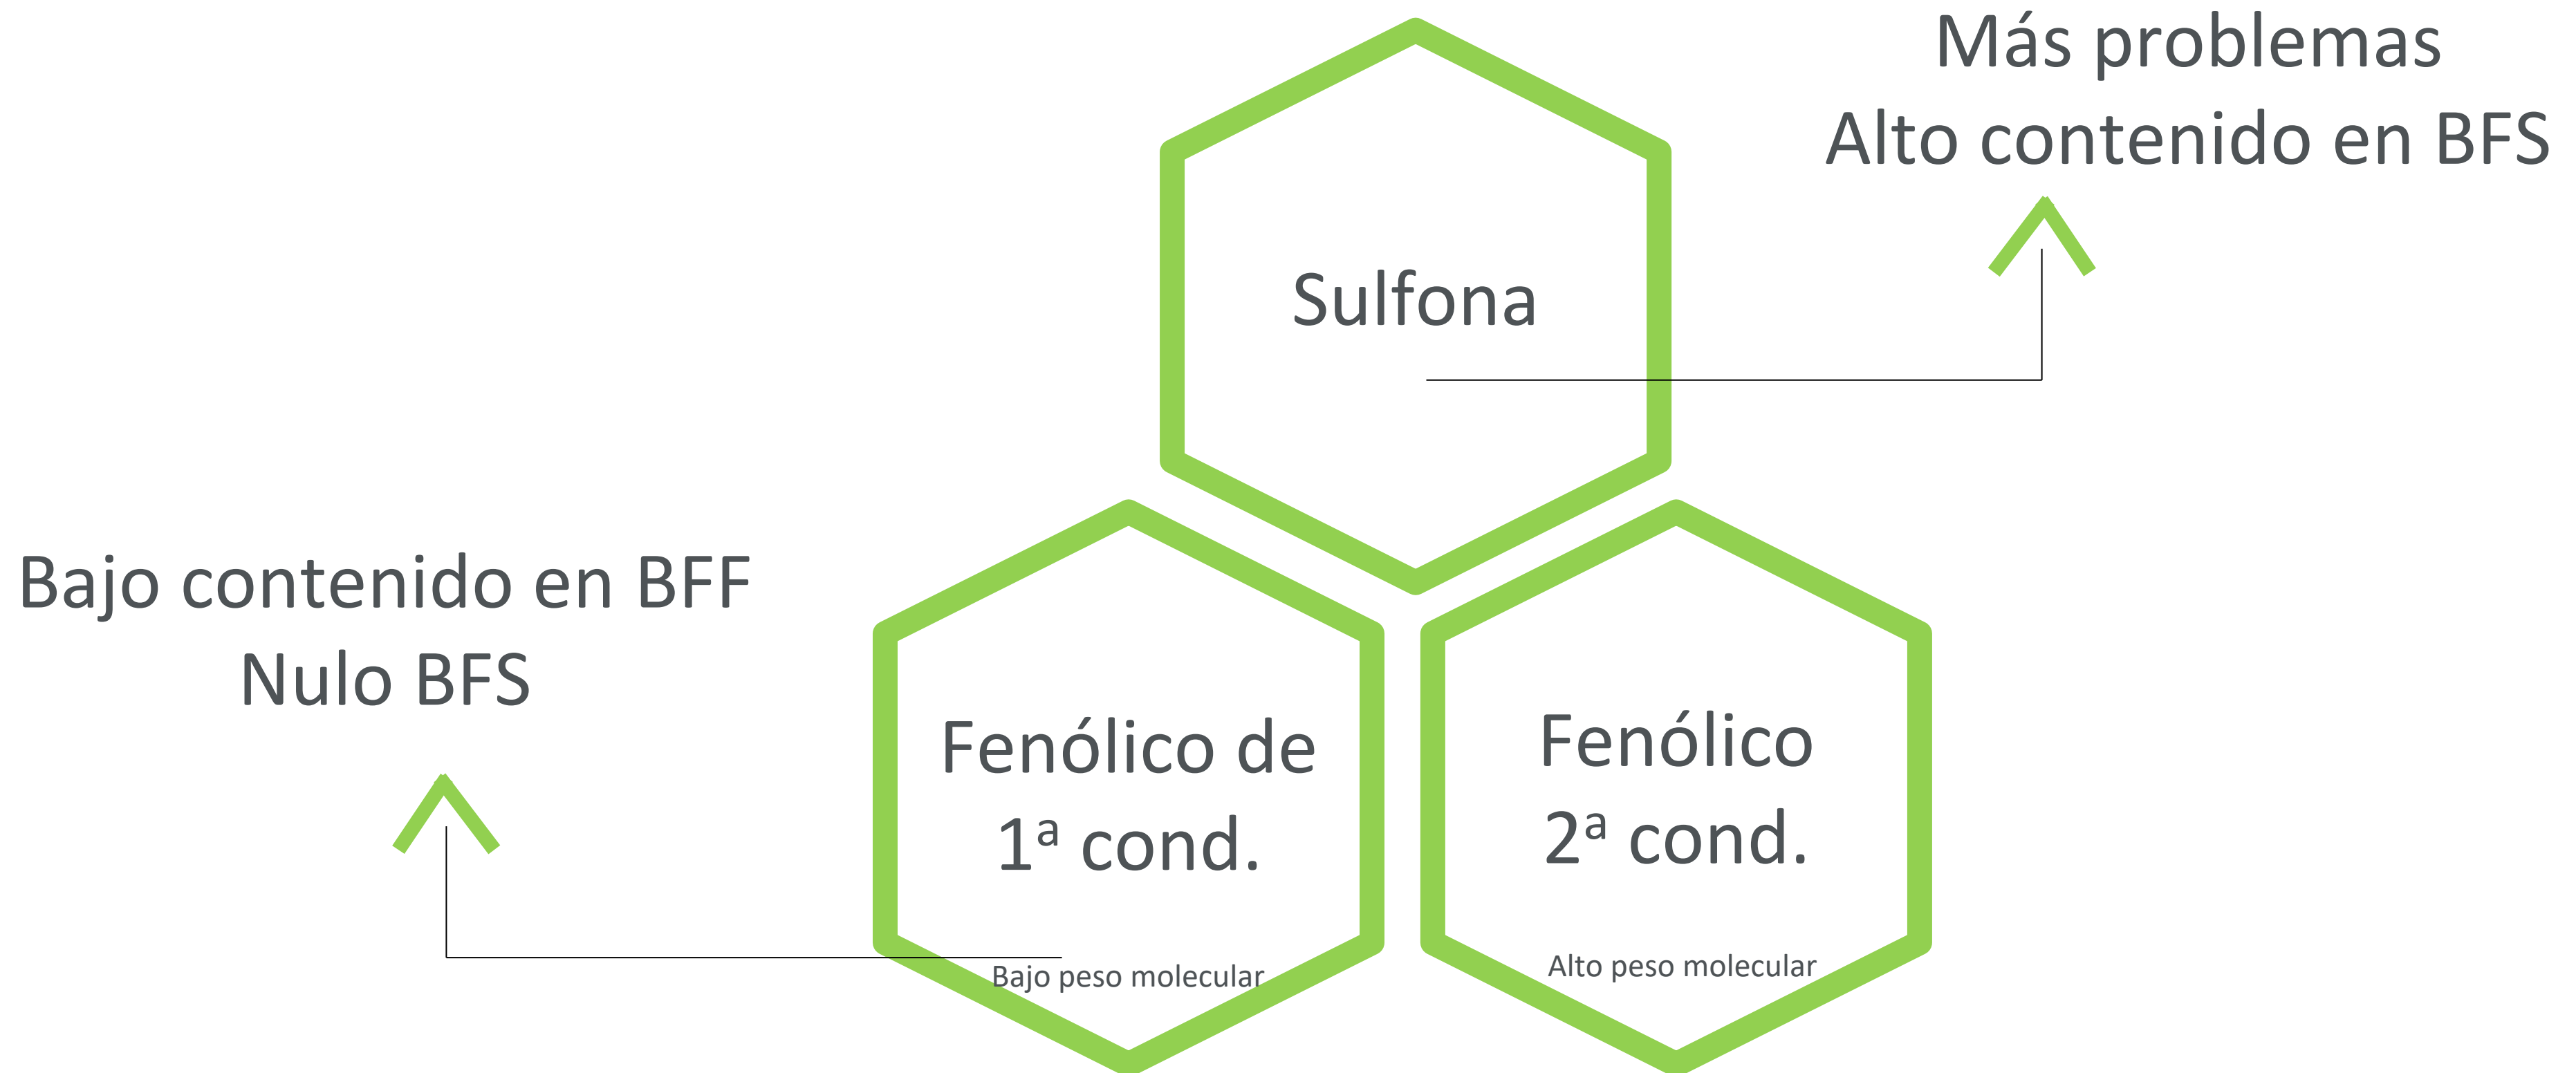 Más problemas
Alto contenido en BFS
Sulfona
Bajo contenido en BFF
Nulo BFS
Fenólico de
1ª cond.
Bajo peso molecular
Fenólico
2ª cond.
Alto peso molecular